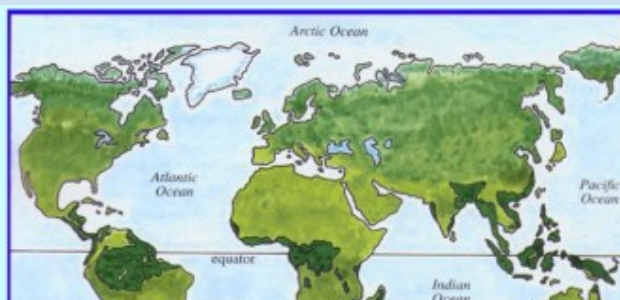 Arctic Ocean
Atlantic
Ocean
Pacific
Ocean
equator
Indian
Ocean